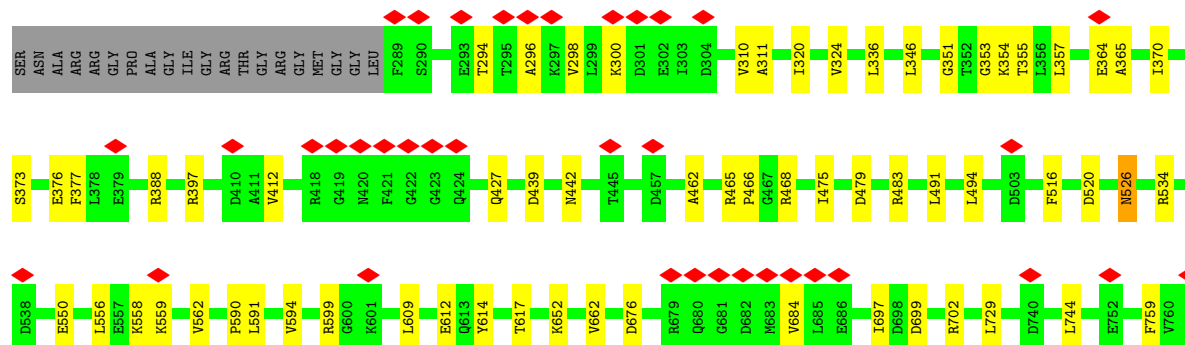 SER ASN ALA ARG ARG GLY PRO ALA GLY ILE GLY ARG THR GLY ARG GLY MET GLY GLY LEU F289 S290 E293 T294 T295 A296 K297 V298 L299 K300 D301 E302 I303 D304 V310 A311 I320 V324 L336 L346 G351 T352 G353 K354 T355 L356 L357 E364 A365 I370
S373 E376 F377 L378 E379 R388 R397 D410 A411 V412 R418 G419 N420 F421 G422 G423 Q424 Q427 D439 N442 T445 D457 A462 R465 P466 G467 R468 I475 D479 R483 L491 L494 D503 F516 D520 N526 R534
D538 E550 L556 E557 K558 K559 V562 P590 L591 V594 R599 G600 K601 L609 E612 Q613 Y614 T617 K652 V662 D676 R679 Q680 G681 D682 M683 V684 L685 E686 I697 D698 D699 R702 L729 D740 L744 E752 F759 V760